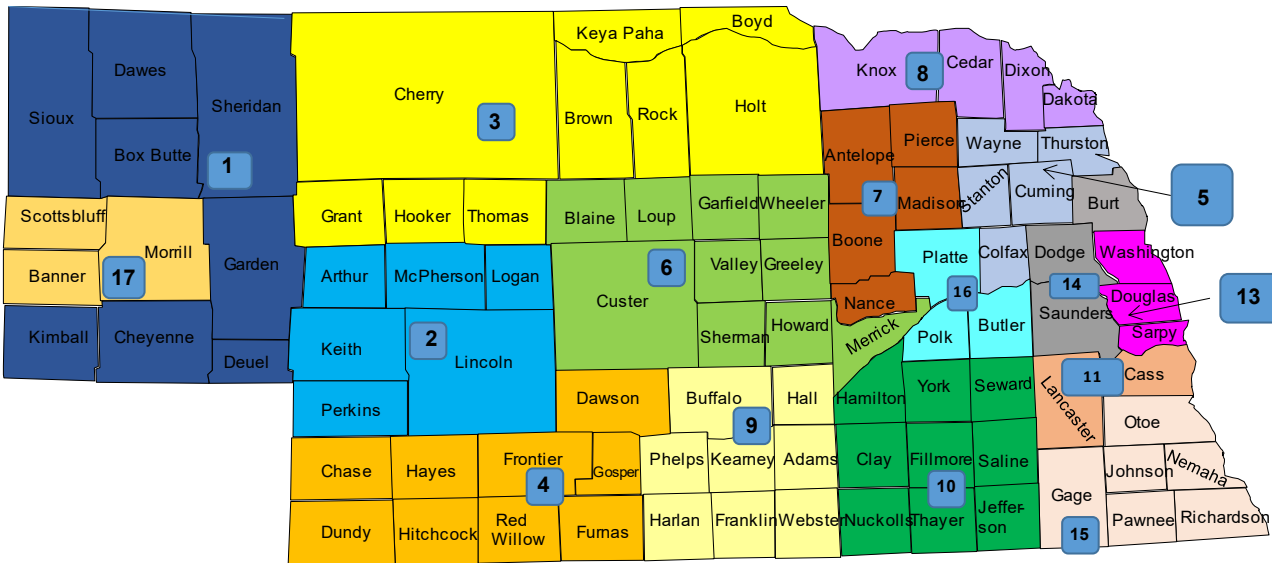 Boyd
Keya Paha
Knox
8
Cedar
Dixon
Dawes
Sioux
Sheridan
Cherry
3
Brown
Rock
Holt
Dakota
Box Butte
1
Antelope
Pierce
Wayne
Thurston
7
Madison
Stanton
Cuming
Burt
5
Scottsbluff
Morrill
Banner
17
Garden
Grant
Hooker
Thomas
Blaine
Loup
Garfield
Wheeler
Boone
Platte
Colfax
Dodge
Washington
Arthur
McPherson
Logan
6
Custer
Valley
Greeley
Nance
16
14
Douglas
13
Saunders
Kimball
Cheyenne
Deuel
Keith
2
Lincoln
Sherman
Howard
Merrick
Polk
Butler
Sarpy
Perkins
Dawson
Buffalo
Hall
9
Hamilton
York
Seward
Lancaster
11
Cass
Otoe
Chase
Hayes
Frontier
4
Gosper
Phelps
Kearney
Adams
Clay
Fillmore
Saline
10
Gage
Johnson
Nemaha
Dundy
Hitchcock
Red
Willow
Furnas
Harlan
Franklin
Webster
Nuckolls
Thayer
Jeffer-
son
15
Pawnee
Richardson